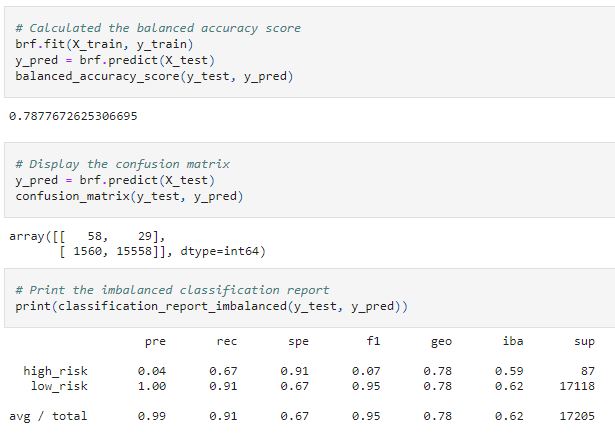 # Calculated the balanced accuracy score
brf.fit(X_train, y_train)
y_pred = brf.predict(X_test)
balanced_accuracy_score(y_test, y_pred)
0.7877672625306695
# Display the confusion matrix
y_pred = brf.predict(X_test)
confusion_matrix(y_test, y_pred)
array([[   58,    29],
       [ 1560, 15558]], dtype=int64)
# Print the imbalanced classification report
print(classification_report_imbalanced(y_test, y_pred))
pre rec spe f1 geo iba sup
high_risk 0.04 0.67 0.91 0.07 0.78 0.59 87
low_risk 1.00 0.91 0.67 0.95 0.78 0.62 17118
avg / total 0.99 0.91 0.67 0.95 0.78 0.62 17205